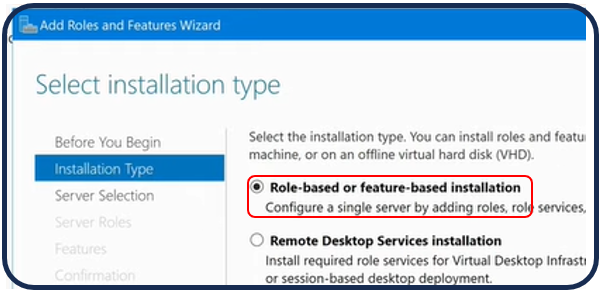 Add Roles and Features Wizard
Select installation type
Before You Begin
Installation Type
Server Selection
Server Roles
Features
Confirmation
Select the installation type. You can install roles and featu
machine, or on an offline virtual hard disk (VHD).
Role-based or feature-based installation
Configure a single server by adding roles, role services,
Remote Desktop Services installation
Install required role services for Virtual Desktop Infrast
or session-based desktop deployment.